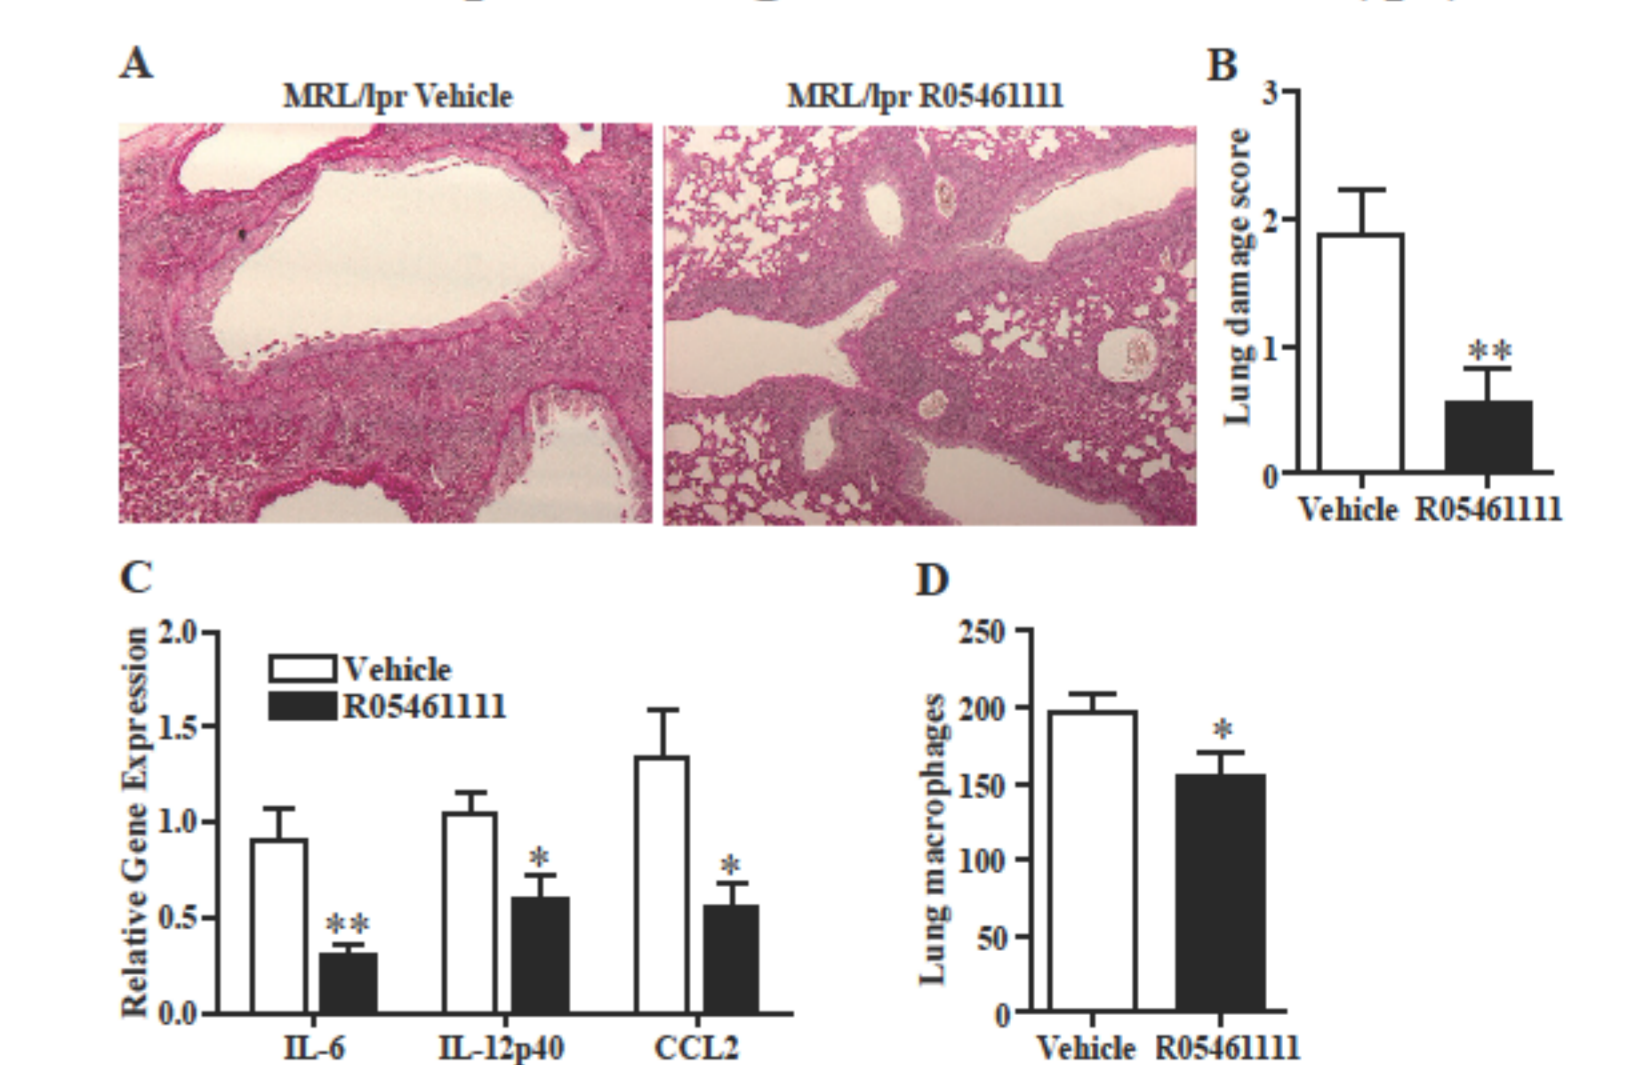 A
MRL/lpr Vehicle
MRL/lpr R05461111
B
Lung damage score
3
2
1
0
**
Vehicle R05461111
C
Relative Gene Expression
2.0
1.5
1.0
0.5
0.0
Vehicle
R05461111
**
*
*
IL-6 IL-12p40 CCL2
D
Lung macrophages
250
200
150
100
50
0
*
Vehicle R05461111